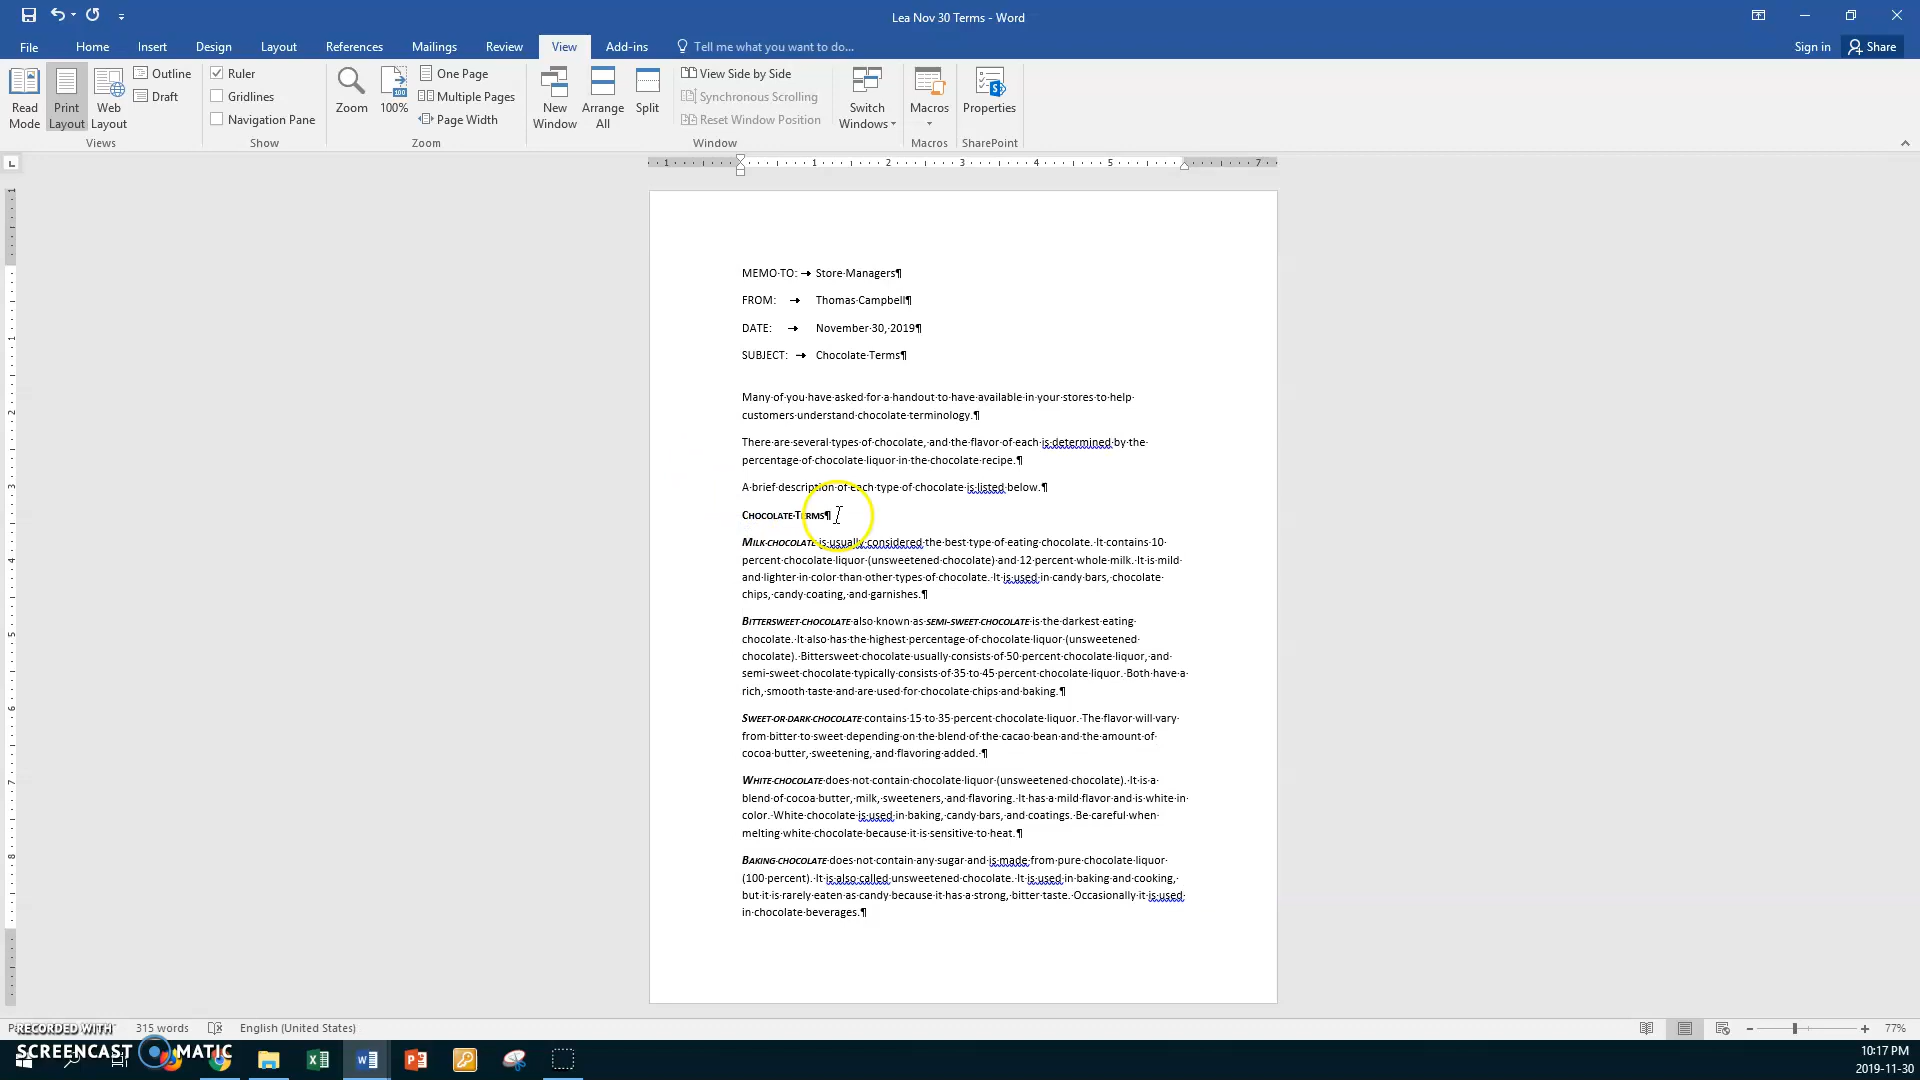 Lea Nov 30 Terms - Word
File Home Insert Design Layout References Mailings Review View Add-ins Tell me what you want to do... Sign in Share
Read Mode
Print Layout
Web Layout
Outline
Draft
Views
Ruler
Gridlines
Navigation Pane
Show
Zoom
100
100%
One Page
Multiple Pages
Page Width
Zoom
New Window
Arrange All
Split
View Side by Side
Synchronous Scrolling
Reset Window Position
Window
Switch Windows
Macros
Macros
Properties
SharePoint
1 1 2 3 4 5 7
MEMO TO: → Store Managers¶
FROM: → Thomas Campbell¶
DATE: → November 30, 2019¶
SUBJECT: → Chocolate Terms¶
Many of you have asked for a handout to have available in your stores to help
customers understand chocolate terminology.¶
There are several types of chocolate, and the flavor of each is determined by the
percentage of chocolate liquor in the chocolate recipe.¶
A brief description of each type of chocolate is listed below.¶
CHOCOLATE TERMS¶
MILK CHOCOLATE is usually considered the best type of eating chocolate. It contains 10
percent chocolate liquor (unsweetened chocolate) and 12 percent whole milk. It is mild
and lighter in color than other types of chocolate. It is used in candy bars, chocolate
chips, candy coating, and garnishes.¶
BITTERSWEET CHOCOLATE also known as SEMI-SWEET CHOCOLATE is the darkest eating
chocolate. It also has the highest percentage of chocolate liquor (unsweetened
chocolate). Bittersweet chocolate usually consists of 50 percent chocolate liquor, and
semi-sweet chocolate typically consists of 35 to 45 percent chocolate liquor. Both have a
rich, smooth taste and are used for chocolate chips and baking.¶
SWEET OR DARK CHOCOLATE contains 15 to 35 percent chocolate liquor. The flavor will vary
from bitter to sweet depending on the blend of the cacao bean and the amount of
cocoa butter, sweetening, and flavoring added. ¶
WHITE CHOCOLATE does not contain chocolate liquor (unsweetened chocolate). It is a
blend of cocoa butter, milk, sweeteners, and flavoring. It has a mild flavor and is white in
color. White chocolate is used in baking, candy bars, and coatings. Be careful when
melting white chocolate because it is sensitive to heat.¶
BAKING CHOCOLATE does not contain any sugar and is made from pure chocolate liquor
(100 percent). It is also called unsweetened chocolate. It is used in baking and cooking,
but it is rarely eaten as candy because it has a strong, bitter taste. Occasionally it is used
in chocolate beverages.¶
315 words English (United States) 77%
RECORDED WITH
SCREENCAST MATIC
10:17 PM
2019-11-30